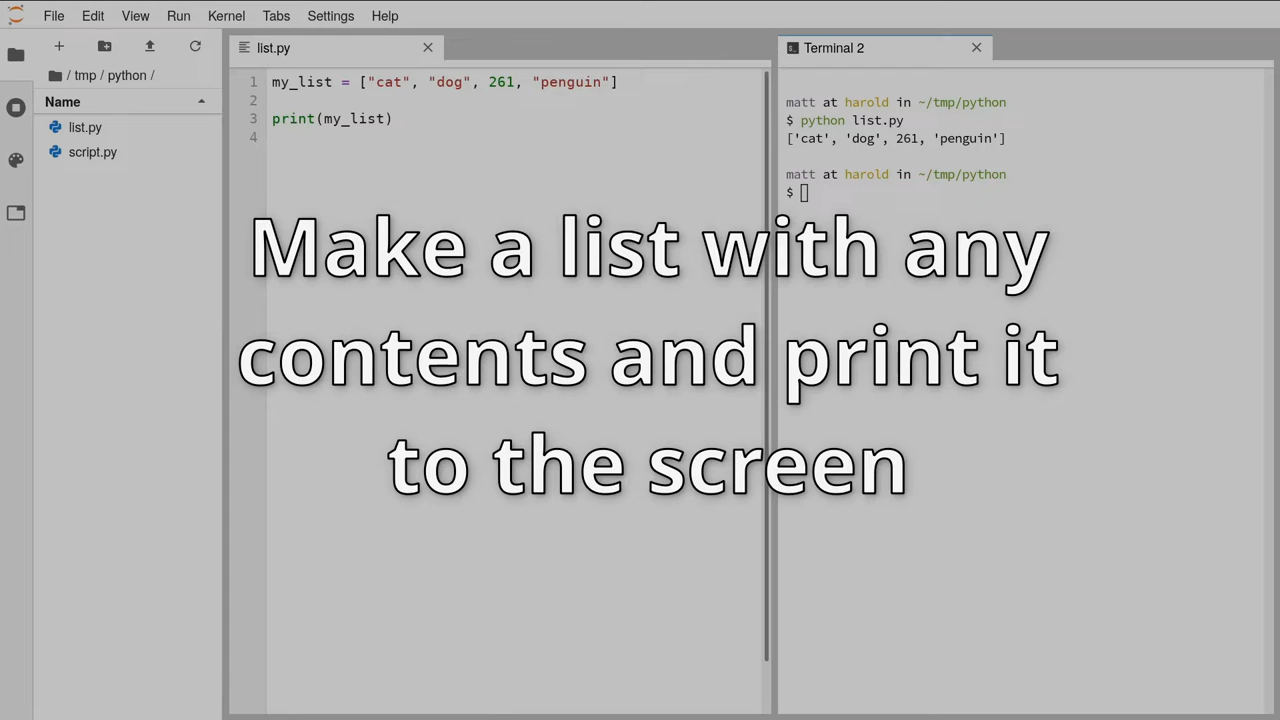 File Edit View Run Kernel Tabs Settings Help
/ tmp / python /
Name
list.py
script.py
list.py
1 my_list = ["cat", "dog", 261, "penguin"]
2
3 print(my_list)
4
Terminal 2
matt at harold in ~/tmp/python
$ python list.py
['cat', 'dog', 261, 'penguin']
matt at harold in ~/tmp/python
$
Make a list with any
contents and print it
to the screen